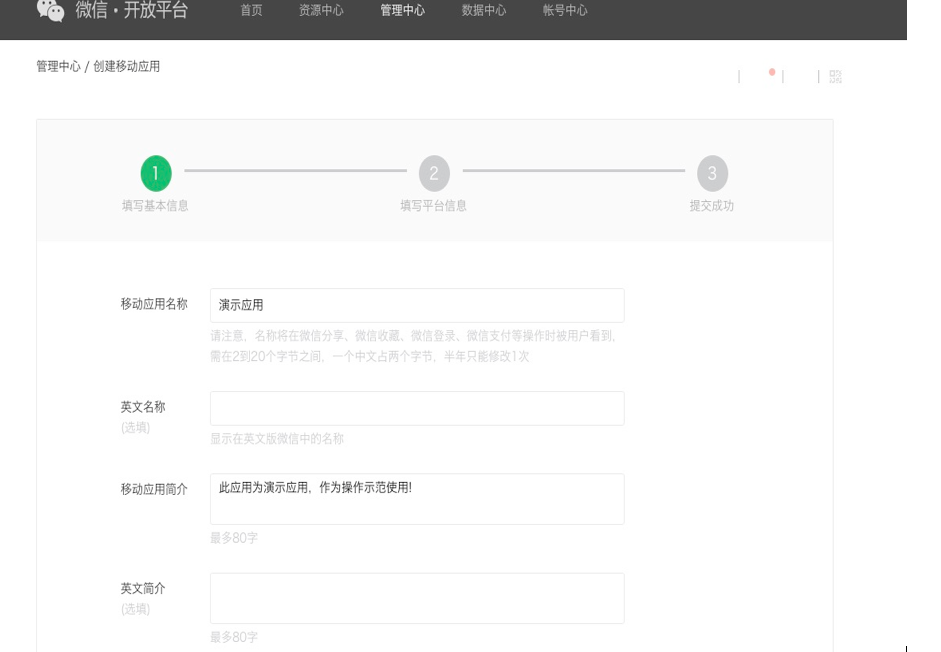 微信·开放平台 首页 资源中心 管理中心 数据中心 帐号中心
管理中心 / 创建移动应用
1 2 3
填写基本信息 填写平台信息 提交成功
移动应用名称 演示应用
请注意，名称将在微信分享、微信收藏、微信登录、微信支付等操作时被用户看到，
需在2到20个字节之间，一个中文占两个字节，半年只能修改1次
英文名称
(选填)
显示在英文版微信中的名称
移动应用简介 此应用为演示应用，作为操作示范使用!
最多80字
英文简介
(选填)
最多80字